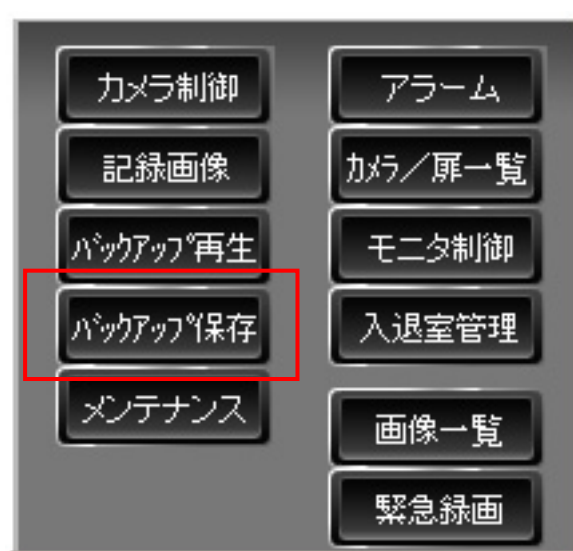 カメラ制御
記録画像
ﾊﾞｯｸｱｯﾌﾟ再生
ﾊﾞｯｸｱｯﾌﾟ保存
メンテナンス
アラーム
ｶﾒﾗ／扉一覧
モニタ制御
入退室管理
画像一覧
緊急録画